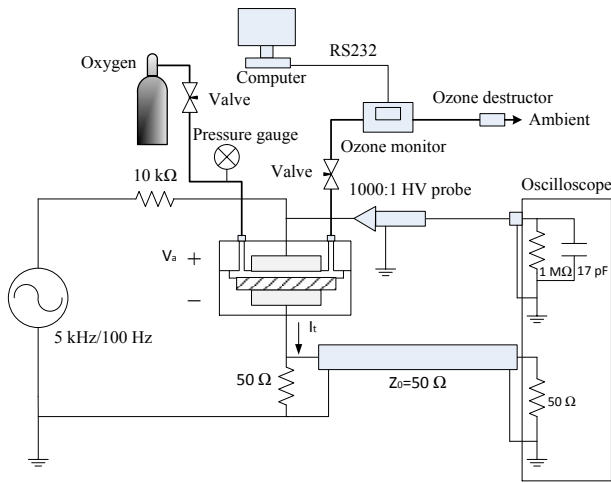 RS232
Oxygen
Computer
Valve
Ozone destructor
Ambient
Pressure gauge
Ozone monitor
Valve
10 kΩ
1000:1 HV probe
Oscilloscope
Va
+
1 MΩ
17 pF
−
5 kHz/100 Hz
It
50 Ω
Z0=50 Ω
50 Ω